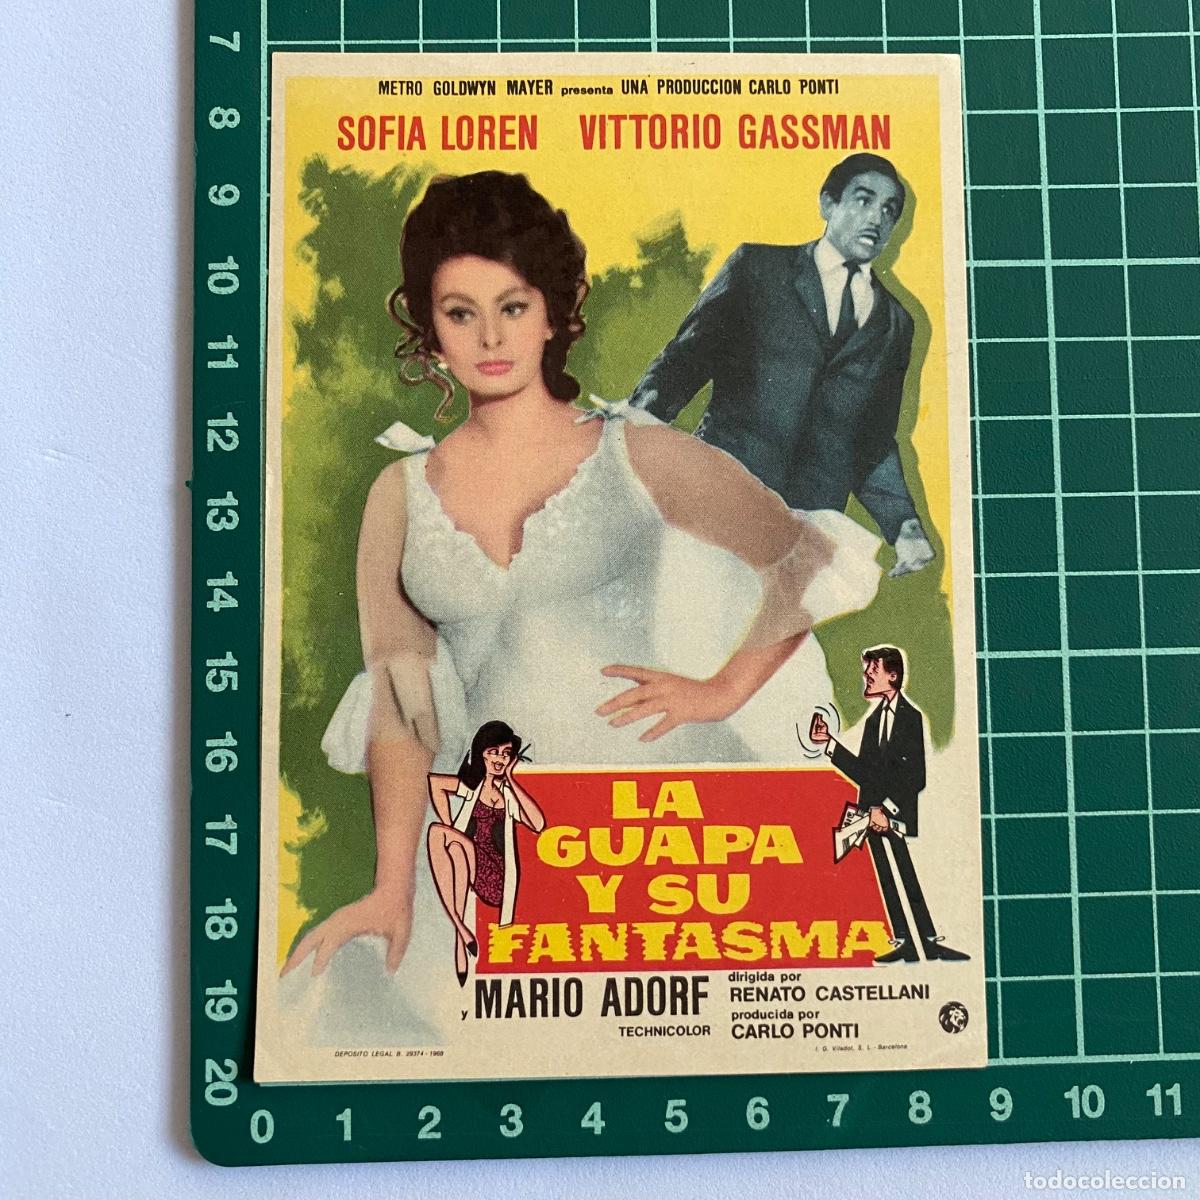 METRO GOLDWYN MAYER presenta UNA PRODUCCION CARLO PONTI
SOFIA LOREN VITTORIO GASSMAN
LA
GUAPA
Y SU
FANTASMA
y MARIO ADORF
TECHNICOLOR
dirigida por
RENATO CASTELLANI
producida por
CARLO PONTI
DEPOSITO LEGAL B. 29374 - 1968
I. G. Viladot, S. L. - Barcelona
7
8
9
10
11
12
13
14
15
16
17
18
19
20
0 1 2 3 4 5 6 7 8 9 10 11
todocoleccion